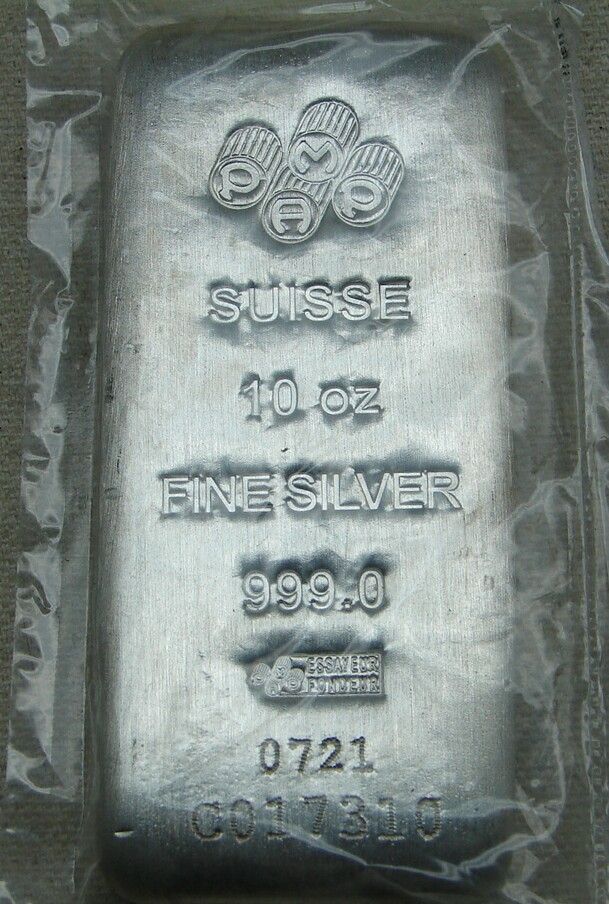 PAMP
SUISSE
10 oz
FINE SILVER
999.0
ESSAYEUR
FONDEUR
0721
C017310